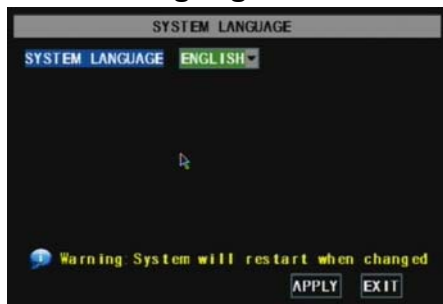 SYSTEM LANGUAGE
SYSTEM LANGUAGE ENGLISH
Warning:System will restart when changed
APPLY EXIT